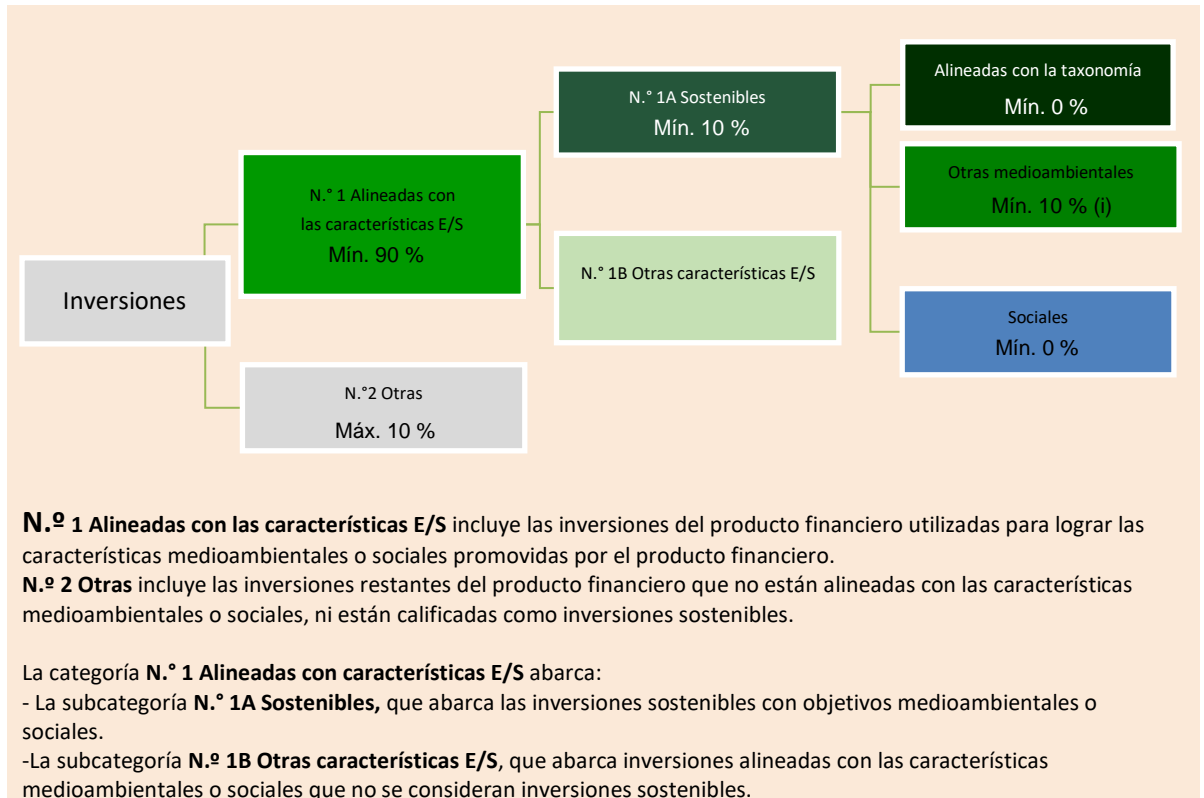 Inversiones
N.° 1 Alineadas con
las características E/S
Mín. 90 %
N.°2 Otras
Máx. 10 %
N.° 1A Sostenibles
Mín. 10 %
N.° 1B Otras características E/S
Alineadas con la taxonomía
Mín. 0 %
Otras medioambientales
Mín. 10 % (i)
Sociales
Mín. 0 %
N.º 1 Alineadas con las características E/S incluye las inversiones del producto financiero utilizadas para lograr las
características medioambientales o sociales promovidas por el producto financiero.
N.º 2 Otras incluye las inversiones restantes del producto financiero que no están alineadas con las características
medioambientales o sociales, ni están calificadas como inversiones sostenibles.
La categoría N.° 1 Alineadas con características E/S abarca:
- La subcategoría N.° 1A Sostenibles, que abarca las inversiones sostenibles con objetivos medioambientales o
sociales.
-La subcategoría N.º 1B Otras características E/S, que abarca inversiones alineadas con las características
medioambientales o sociales que no se consideran inversiones sostenibles.